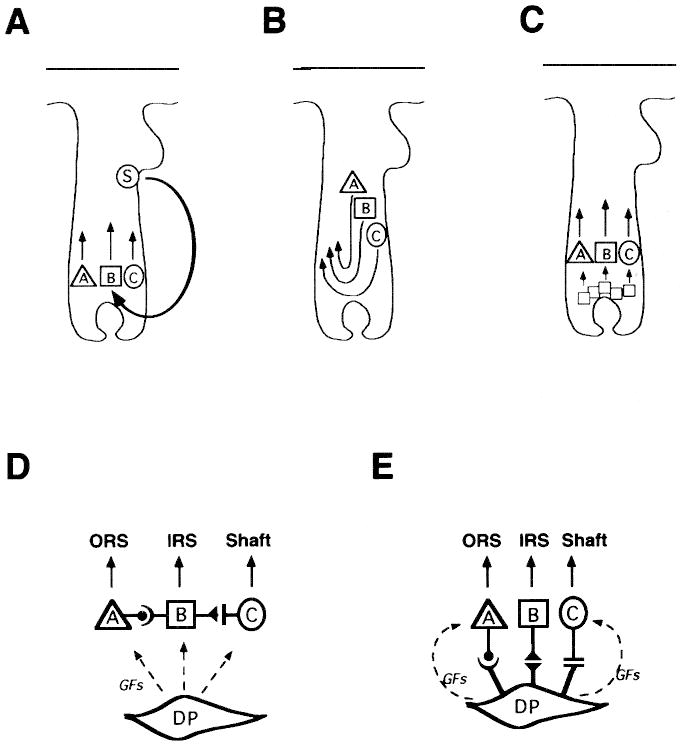 A B C
S
A B C
A
B
C
A B C
D E
ORS IRS Shaft
A B C
GFs
DP
ORS IRS Shaft
A B C
GFs GFs
DP